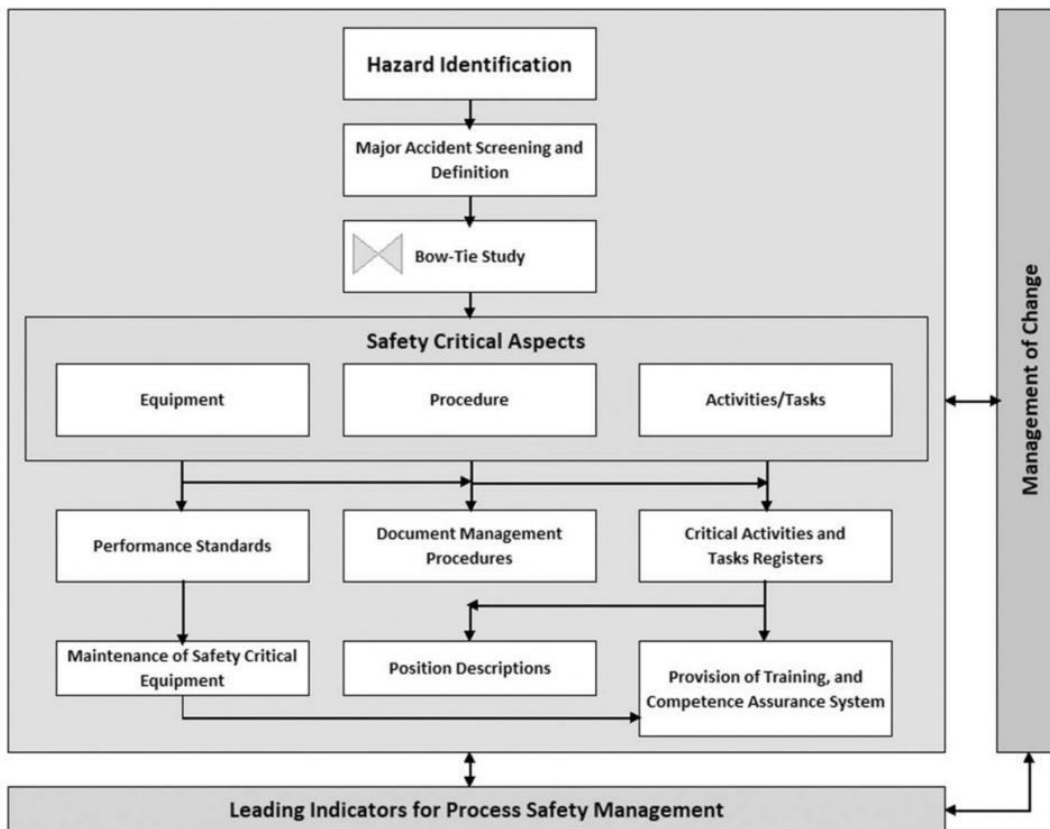 Hazard Identification
Major Accident Screening and
Definition
Bow-Tie Study
Safety Critical Aspects
Equipment
Procedure
Activities/Tasks
Performance Standards
Document Management
Procedures
Critical Activities and
Tasks Registers
Maintenance of Safety Critical
Equipment
Position Descriptions
Provision of Training, and
Competence Assurance System
Management of Change
Leading Indicators for Process Safety Management